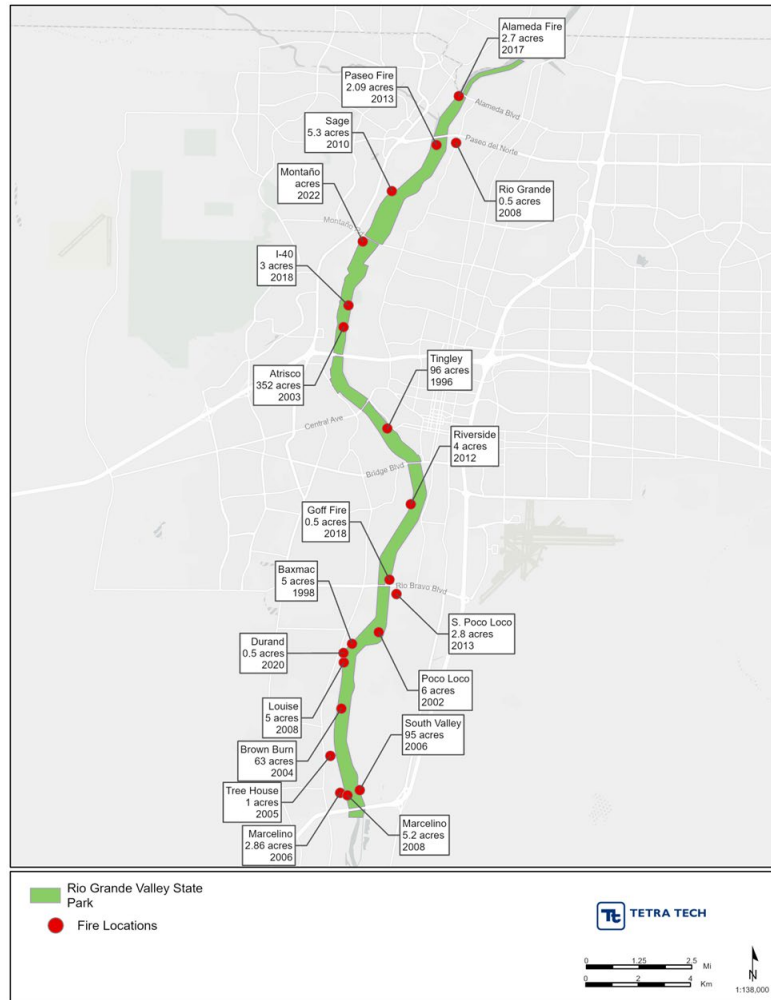 Alameda Fire
2.7 acres
2017
Paseo Fire
2.09 acres
2013
Alameda Blvd
Sage
5.3 acres
2010
Paseo del Norte
Montaño
acres
2022
Rio Grande
0.5 acres
2008
Montaño
I-40
3 acres
2018
Atrisco
352 acres
2003
Tingley
96 acres
1996
Central Ave
Riverside
4 acres
2012
Bridge Blvd
Goff Fire
0.5 acres
2018
Baxmac
5 acres
1998
Rio Bravo Blvd
S. Poco Loco
2.8 acres
2013
Durand
0.5 acres
2020
Poco Loco
6 acres
2002
Louise
5 acres
2008
South Valley
95 acres
2006
Brown Burn
63 acres
2004
Tree House
1 acres
2005
Marcelino
2.86 acres
2006
Marcelino
5.2 acres
2008
Rio Grande Valley State
Park
Fire Locations
Tt TETRA TECH
0 1.25 2.5 Mi
0 2 4 Km
N
1:138,000